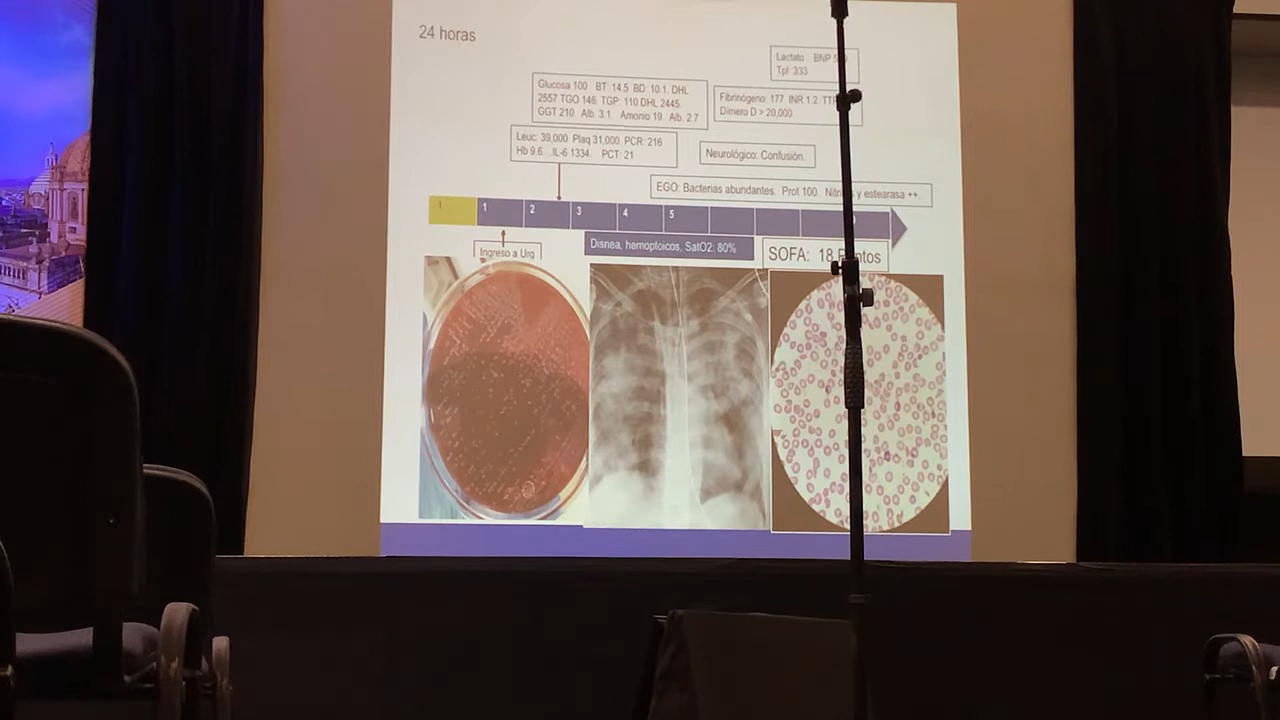 24 horas
Lactato BNP
Tpl: 333
Glucosa 100 BT: 14.5 BD: 10.1. DHL
2557 TGO 146. TGP: 110 DHL 2445.
GGT 210. Alb. 3.1. Amonio 19. Alb. 2.7
Fibrinógeno: 177. INR 1.2.
Dímero D > 20,000.
Leuc: 39,000 Plaq 31,000. PCR: 216
Hb 9.6. .IL-6 1334. PCT: 21
Neurológico: Confusión.
EGO: Bacterias abundantes. Prot 100. y estearasa ++.
1 1 2 3 4 5
Ingreso a Urg
Disnea, hemoptoicos, SatO2: 80%
SOFA: 18